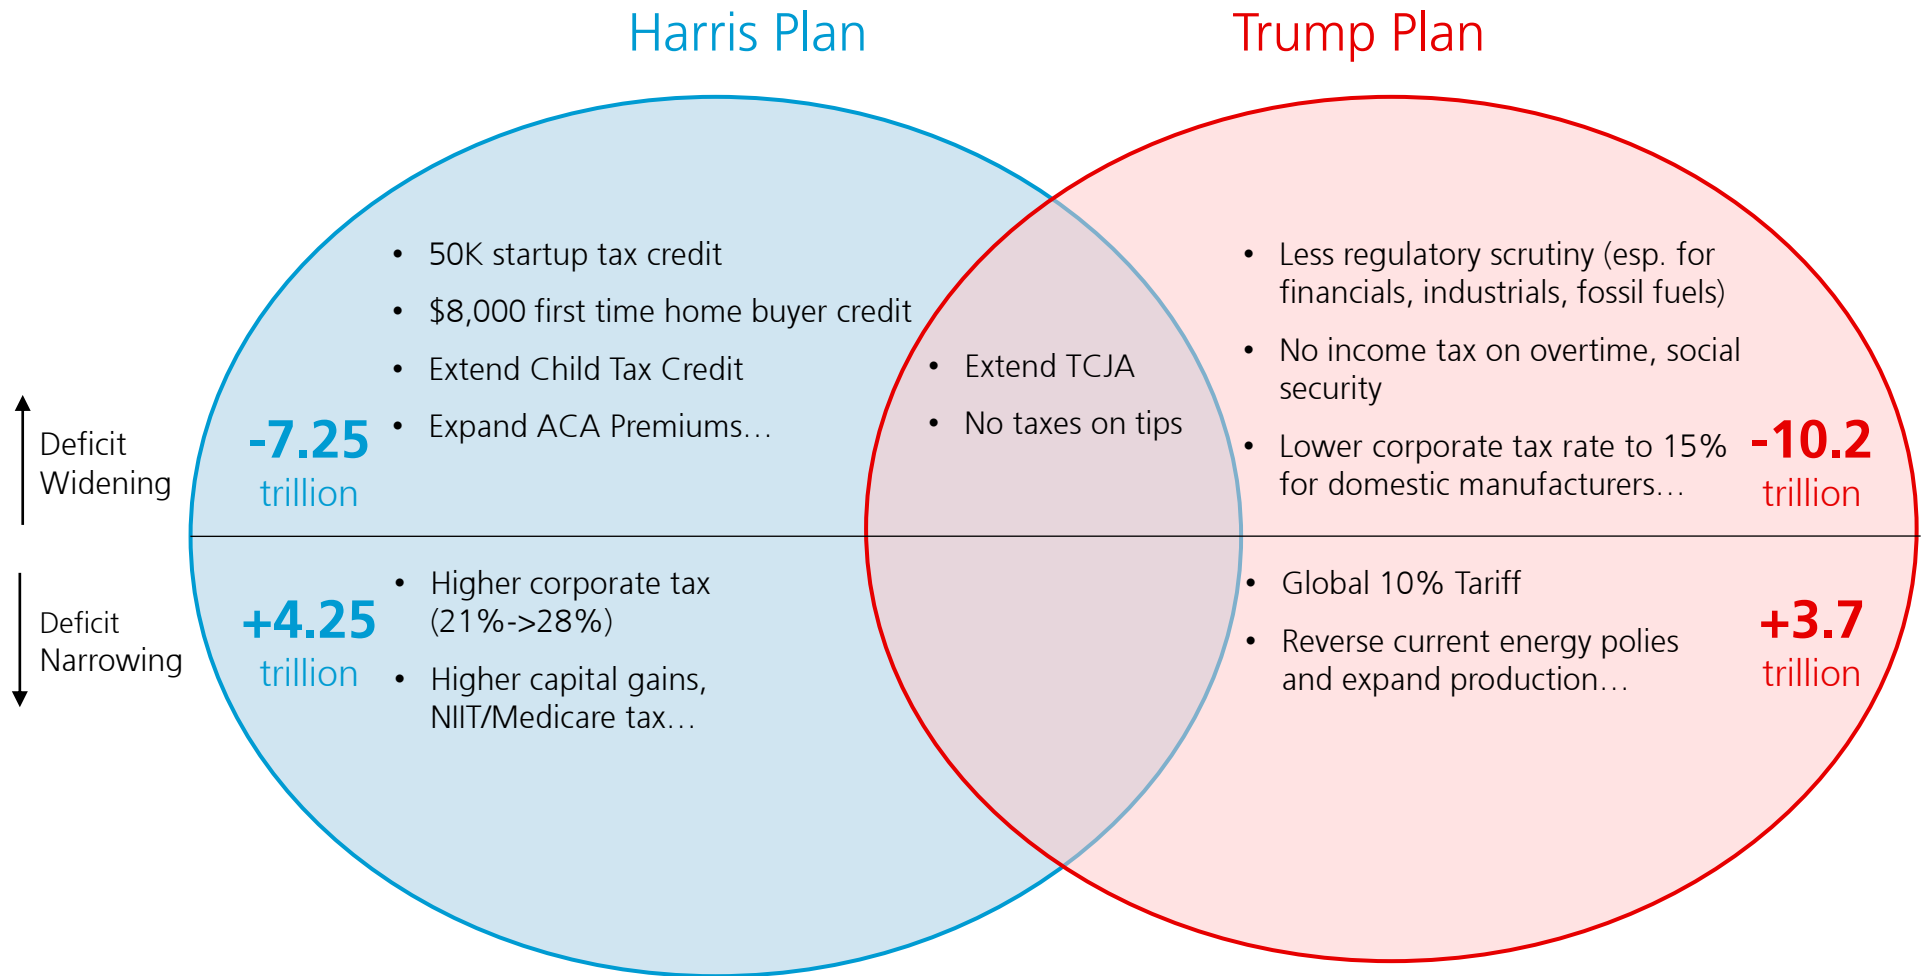 Harris Plan
Trump Plan
• 50K startup tax credit
• $8,000 first time home buyer credit
• Extend Child Tax Credit
• Expand ACA Premiums…
• Extend TCJA
• No taxes on tips
• Less regulatory scrutiny (esp. for
financials, industrials, fossil fuels)
• No income tax on overtime, social
security
• Lower corporate tax rate to 15%
for domestic manufacturers…
Deficit
Widening
-7.25
trillion
-10.2
trillion
Deficit
Narrowing
+4.25
trillion
• Higher corporate tax
(21%->28%)
• Higher capital gains,
NIIT/Medicare tax…
• Global 10% Tariff
• Reverse current energy polies
and expand production…
+3.7
trillion